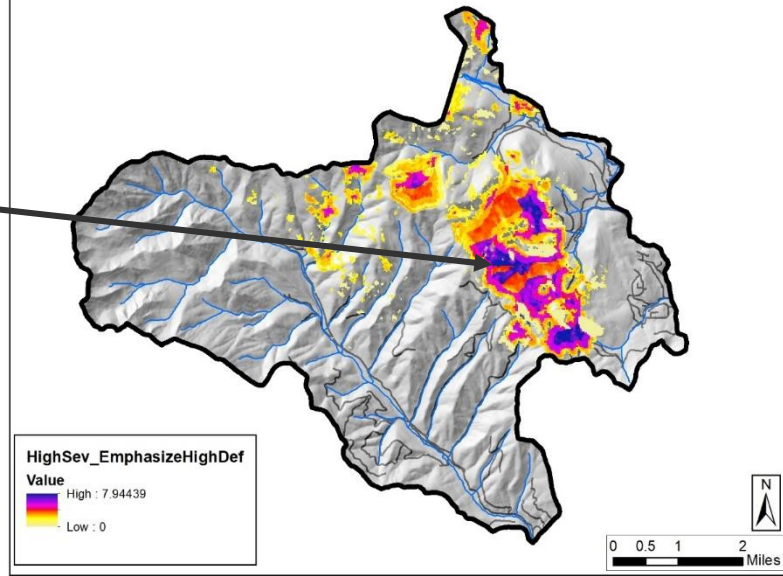 HighSev_EmphasizeHighDef
Value
High : 7.94439
Low : 0
N
0 0.5 1 2
Miles